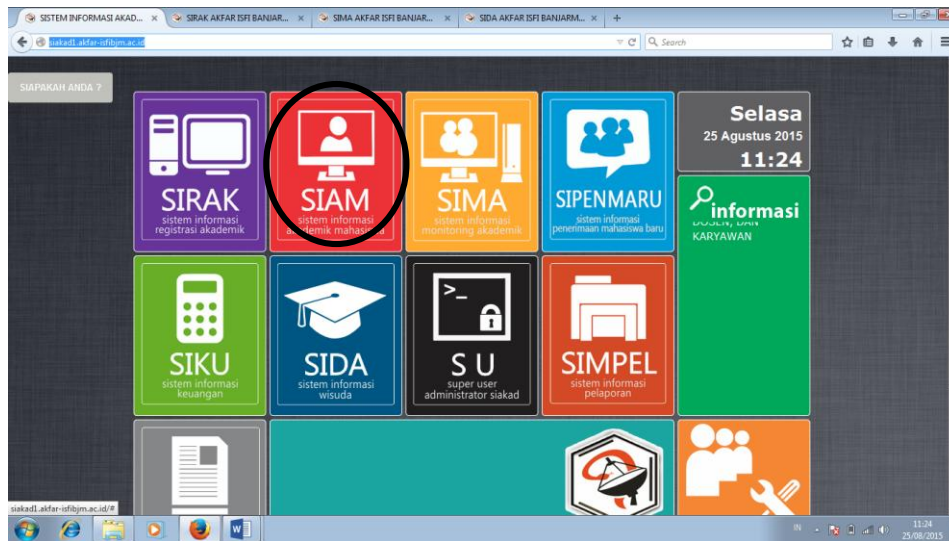 SISTEM INFORMASI AKAD...
SIRAK AKFAR ISFI BANJAR...
SIMA AKFAR ISFI BANJAR...
SIDA AKFAR ISFI BANJARM...
siakad1.akfar-isfibjm.ac.id
Search
SIAPAKAH ANDA ?
SIRAK
sistem informasi
registrasi akademik
SIAM
sistem informasi
akademik mahasiswa
SIMA
sistem informasi
monitoring akademik
SIPENMARU
sistem informasi
penerimaan mahasiswa baru
Selasa
25 Agustus 2015
11:24
informasi
DOSEN, DAN
KARYAWAN
SIKU
sistem informasi
keuangan
SIDA
sistem informasi
wisuda
>_
S U
super user
administrator siakad
SIMPEL
sistem informasi
pelaporan
siakad1.akfar-isfibjm.ac.id/#
IN
11:24
25/08/2015